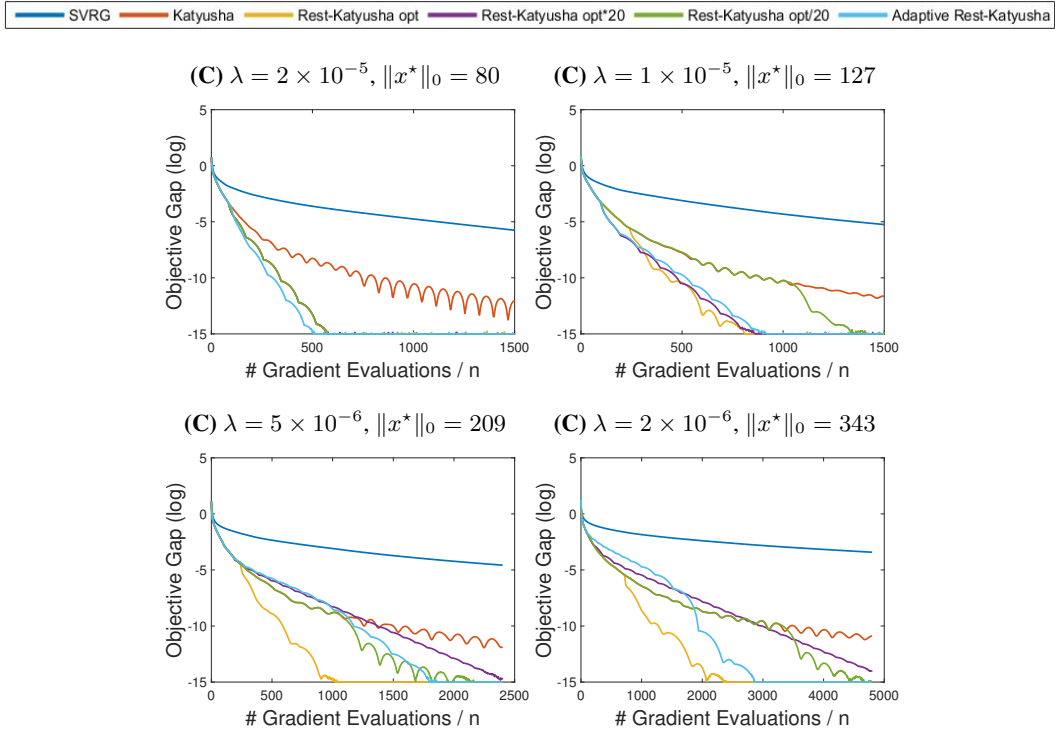 SVRG Katyusha Rest-Katyusha opt Rest-Katyusha opt*20 Rest-Katyusha opt/20 Adaptive Rest-Katyusha
(C) λ = 2 × 10⁻⁵, ‖x⋆‖₀ = 80
(C) λ = 1 × 10⁻⁵, ‖x⋆‖₀ = 127
Objective Gap (log)
5
0
-5
-10
-15
0 500 1000 1500
# Gradient Evaluations / n
Objective Gap (log)
5
0
-5
-10
-15
0 500 1000 1500
# Gradient Evaluations / n
(C) λ = 5 × 10⁻⁶, ‖x⋆‖₀ = 209
(C) λ = 2 × 10⁻⁶, ‖x⋆‖₀ = 343
Objective Gap (log)
5
0
-5
-10
-15
0 500 1000 1500 2000 2500
# Gradient Evaluations / n
Objective Gap (log)
5
0
-5
-10
-15
0 1000 2000 3000 4000 5000
# Gradient Evaluations / n